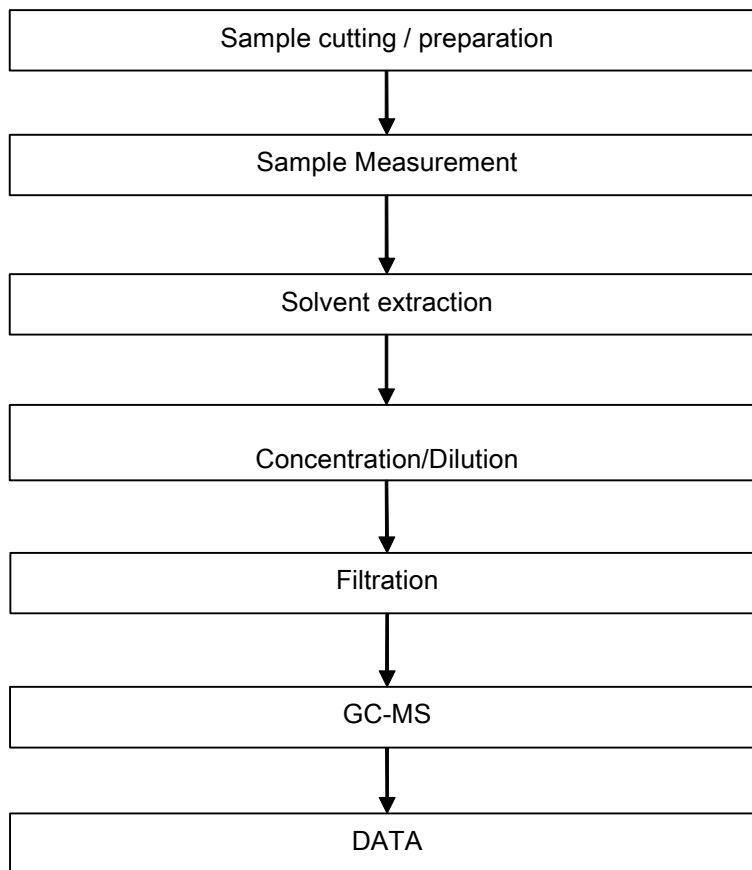 Sample cutting / preparation
Sample Measurement
Solvent extraction
Concentration/Dilution
Filtration
GC-MS
DATA